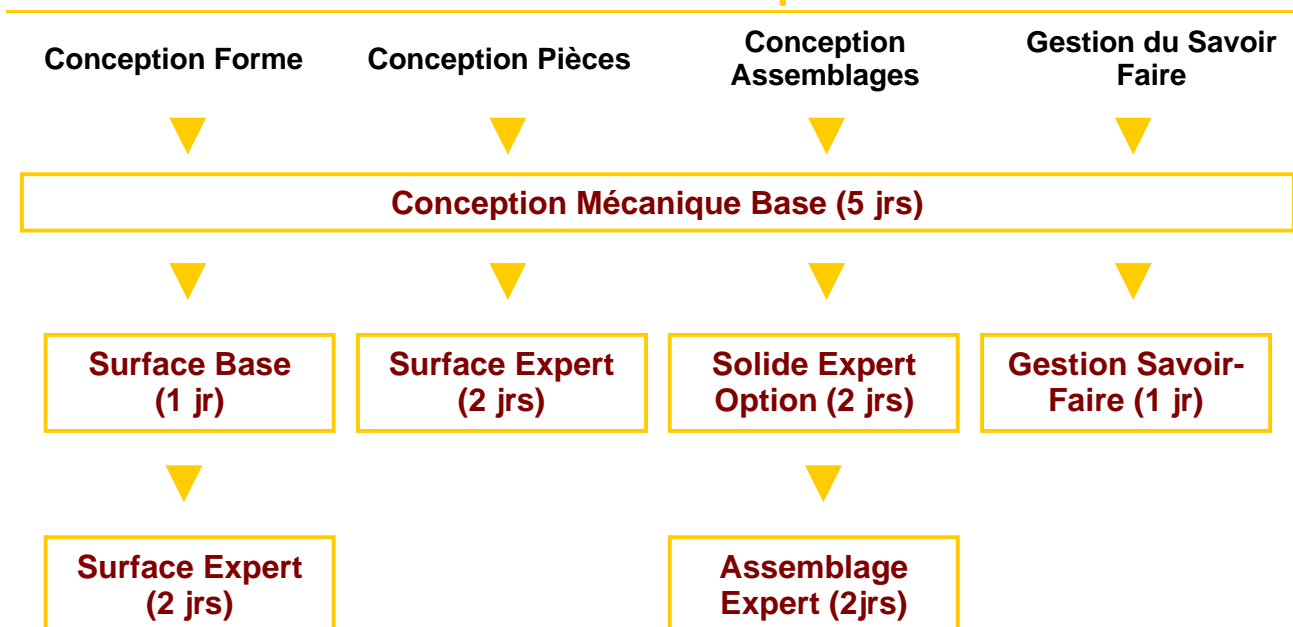 Conception Forme
Conception Pièces
Conception
Assemblages
Gestion du Savoir
Faire
Conception Mécanique Base (5 jrs)
Surface Base
(1 jr)
Surface Expert
(2 jrs)
Solide Expert
Option (2 jrs)
Gestion Savoir-
Faire (1 jr)
Surface Expert
(2 jrs)
Assemblage
Expert (2jrs)